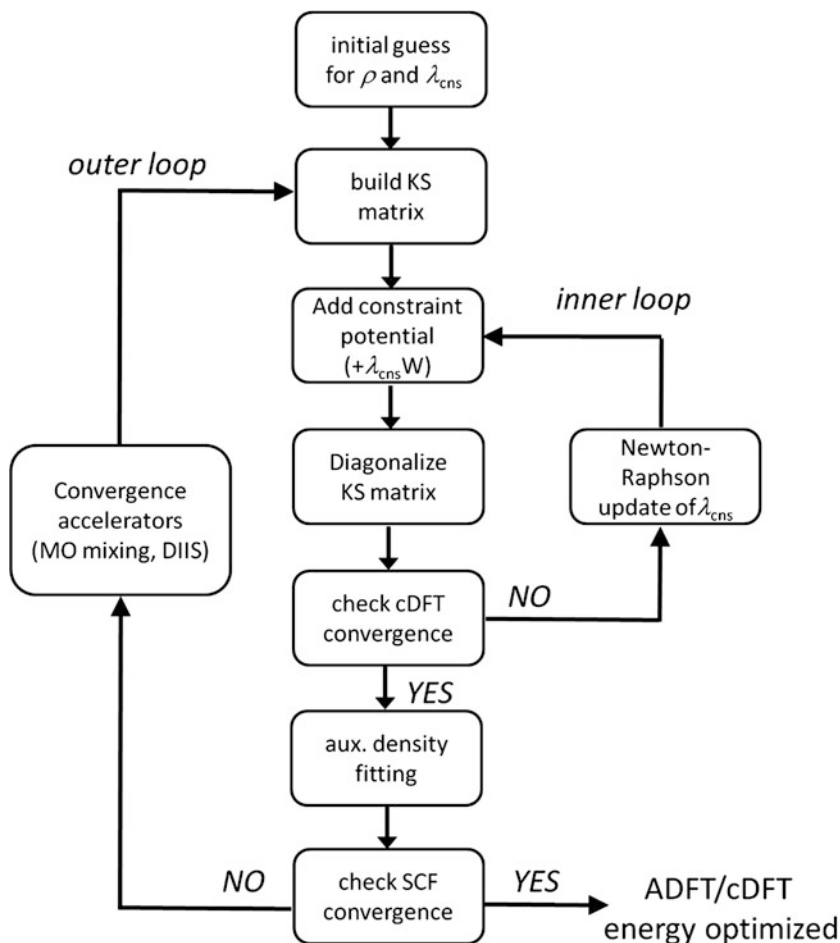 initial guess
for ρ and λcns
outer loop
build KS
matrix
Add constraint
potential
(+λcnsW)
inner loop
Diagonalize
KS matrix
Newton-
Raphson
update of λcns
Convergence
accelerators
(MO mixing, DIIS)
check cDFT
convergence
NO
YES
aux. density
fitting
NO
check SCF
convergence
YES
ADFT/cDFT
energy optimized